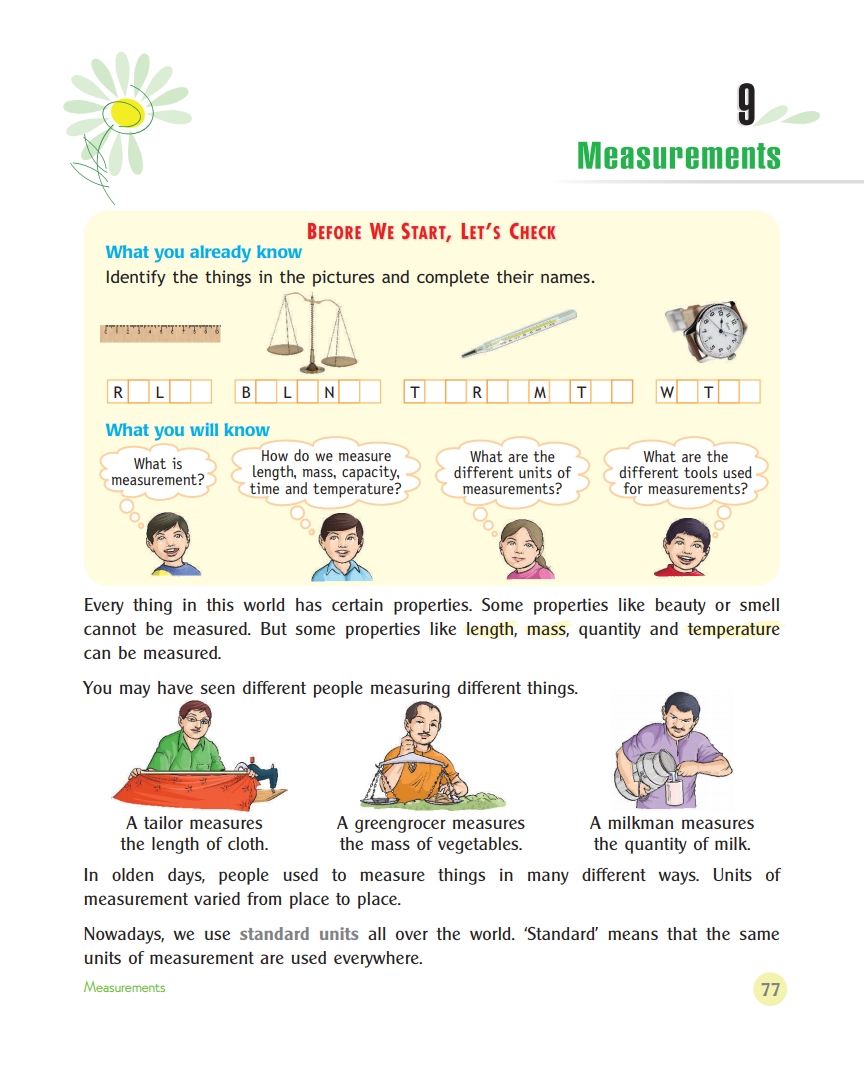 9
Measurements
BEFORE WE START, LET'S CHECK
What you already know
Identify the things in the pictures and complete their names.
R L
B L N
T R M T
W T
What you will know
What is
measurement?
How do we measure
length, mass, capacity,
time and temperature?
What are the
different units of
measurements?
What are the
different tools used
for measurements?
Every thing in this world has certain properties. Some properties like beauty or smell
cannot be measured. But some properties like length, mass, quantity and temperature
can be measured.
You may have seen different people measuring different things.
A tailor measures
the length of cloth.
A greengrocer measures
the mass of vegetables.
A milkman measures
the quantity of milk.
In olden days, people used to measure things in many different ways. Units of
measurement varied from place to place.
Nowadays, we use standard units all over the world. ‘Standard’ means that the same
units of measurement are used everywhere.
Measurements
77